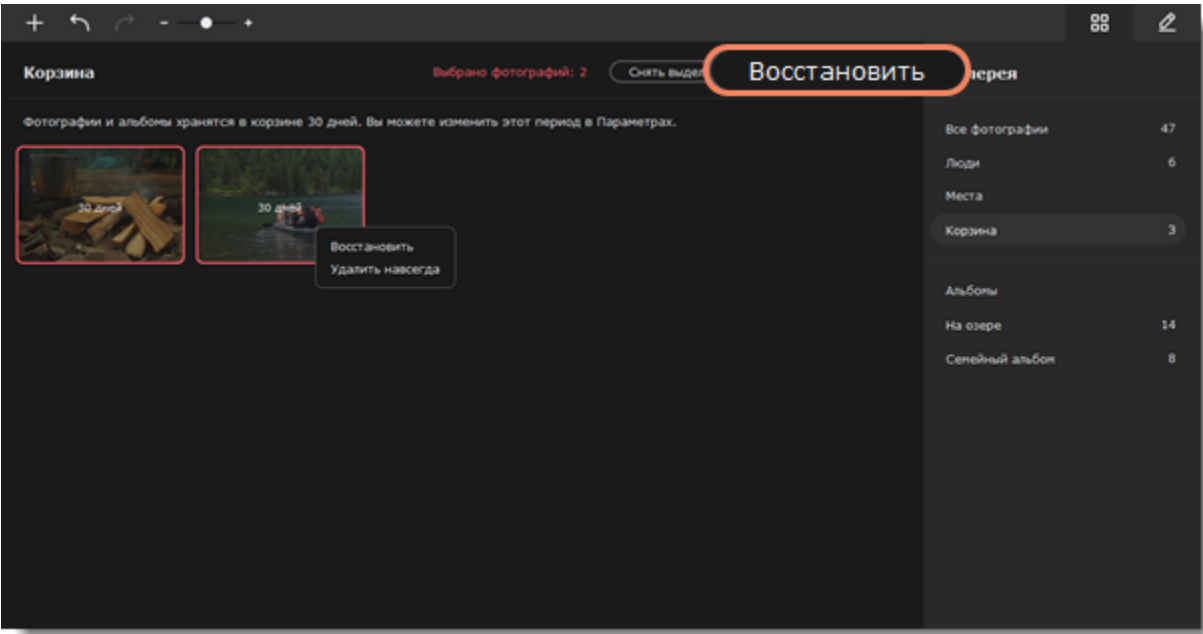 Корзина
Выбрано фотографий: 2
Снять выдел
Восстановить
лерея
Фотографии и альбомы хранятся в корзине 30 дней. Вы можете изменить этот период в Параметрах.
30 дней
30 дней
Восстановить
Удалить навсегда
Все фотографии 47
Люди 6
Места
Корзина 3
Альбомы
На озере 14
Семейный альбом 8